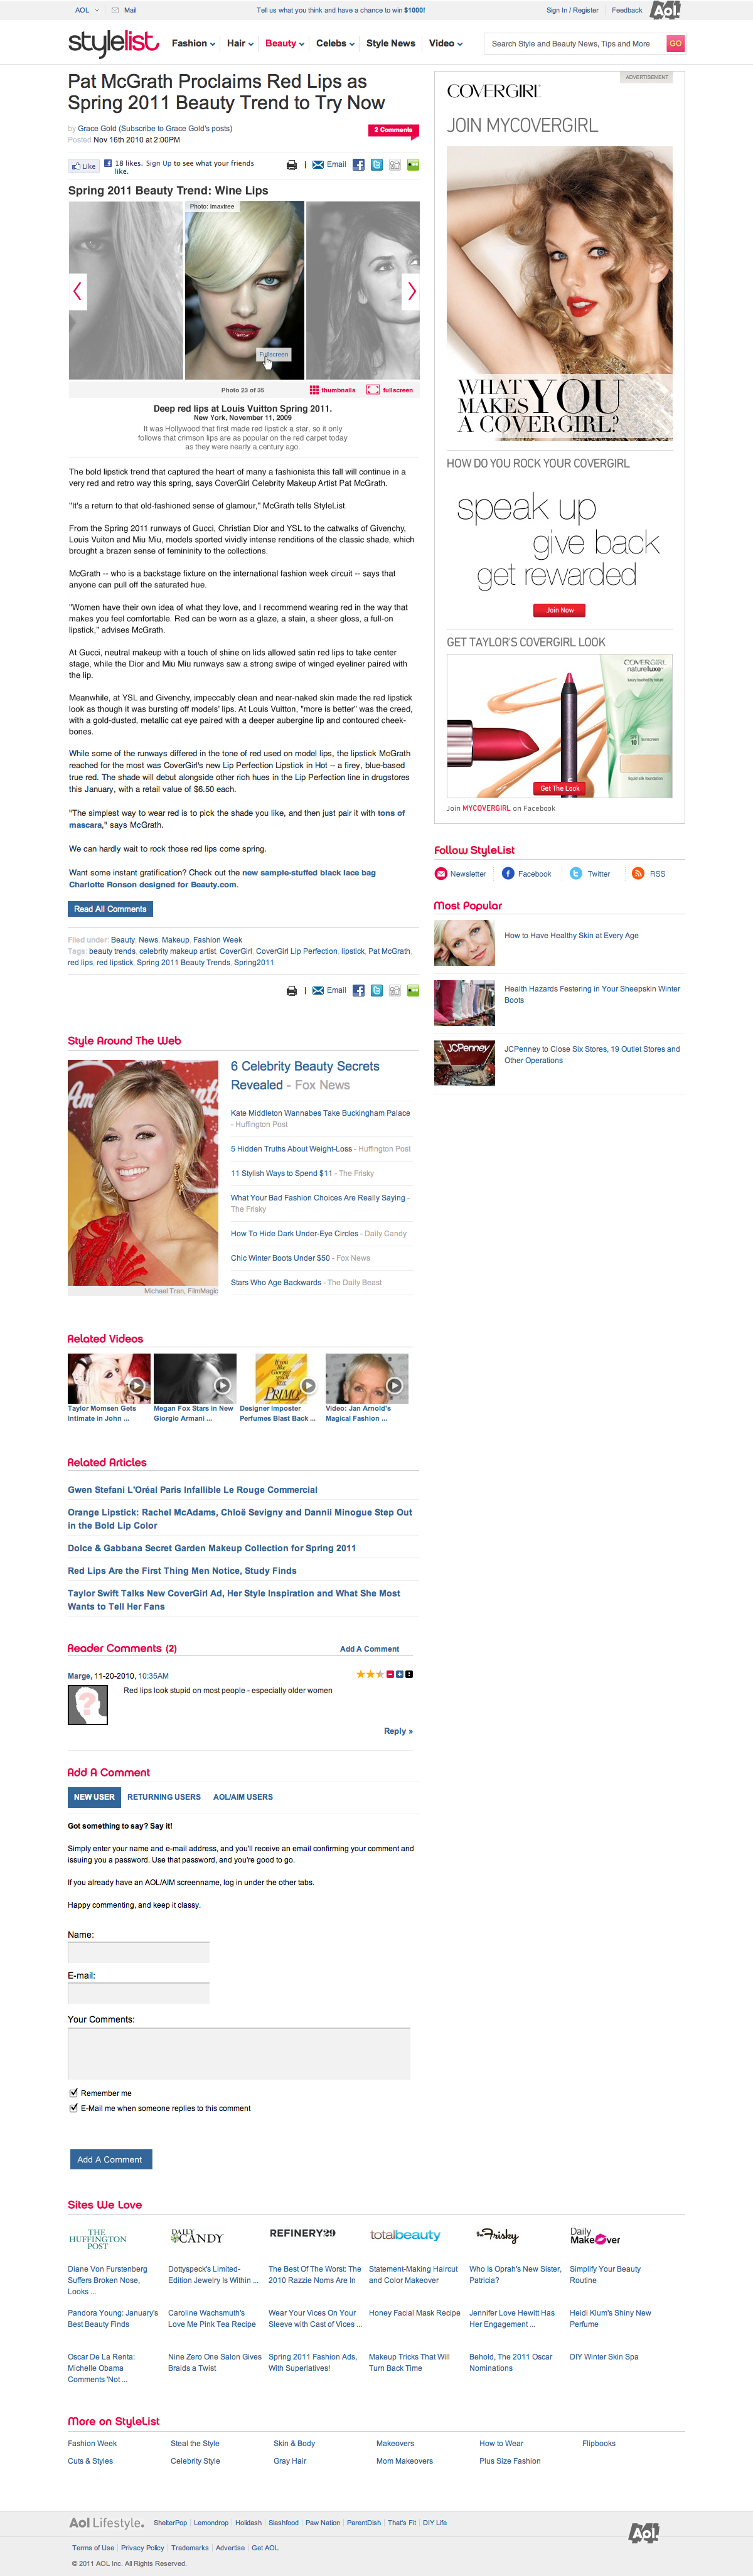 AOL
Mail
Tell us what you think and have a chance to win $1000!
Sign In / Register
Feedback
Aol.
stylelist
Fashion
Hair
Beauty
Celebs
Style News
Video
Search Style and Beauty News, Tips and More
GO
Pat McGrath Proclaims Red Lips as
Spring 2011 Beauty Trend to Try Now
by Grace Gold (Subscribe to Grace Gold's posts)
Posted Nov 16th 2010 at 2:00PM
2 Comments
Like
18 likes. Sign Up to see what your friends
like.
Email
Spring 2011 Beauty Trend: Wine Lips
Photo: Imaxtree
Fullscreen
Photo 23 of 35
thumbnails
fullscreen
Deep red lips at Louis Vuitton Spring 2011.
New York, November 11, 2009
It was Hollywood that first made red lipstick a star, so it only
follows that crimson lips are as popular on the red carpet today
as they were nearly a century ago.
The bold lipstick trend that captured the heart of many a fashionista this fall will continue in a
very red and retro way this spring, says CoverGirl Celebrity Makeup Artist Pat McGrath.
"It's a return to that old-fashioned sense of glamour," McGrath tells StyleList.
From the Spring 2011 runways of Gucci, Christian Dior and YSL to the catwalks of Givenchy,
Louis Vuiton and Miu Miu, models sported vividly intense renditions of the classic shade, which
brought a brazen sense of femininity to the collections.
McGrath -- who is a backstage fixture on the international fashion week circuit -- says that
anyone can pull off the saturated hue.
"Women have their own idea of what they love, and I recommend wearing red in the way that
makes you feel comfortable. Red can be worn as a glaze, a stain, a sheer gloss, a full-on
lipstick," advises McGrath.
At Gucci, neutral makeup with a touch of shine on lids allowed satin red lips to take center
stage, while the Dior and Miu Miu runways saw a strong sweep of winged eyeliner paired with
the lip.
Meanwhile, at YSL and Givenchy, impeccably clean and near-naked skin made the red lipstick
look as though it was bursting off models' lips. At Louis Vuitton, "more is better" was the creed,
with a gold-dusted, metallic cat eye paired with a deeper aubergine lip and contoured cheek-
bones.
While some of the runways differed in the tone of red used on model lips, the lipstick McGrath
reached for the most was CoverGirl's new Lip Perfection Lipstick in Hot -- a firey, blue-based
true red. The shade will debut alongside other rich hues in the Lip Perfection line in drugstores
this January, with a retail value of $6.50 each.
"The simplest way to wear red is to pick the shade you like, and then just pair it with tons of
mascara," says McGrath.
We can hardly wait to rock those red lips come spring.
Want some instant gratification? Check out the new sample-stuffed black lace bag
Charlotte Ronson designed for Beauty.com.
Read All Comments
Filed under: Beauty, News, Makeup, Fashion Week
Tags: beauty trends, celebrity makeup artist, CoverGirl, CoverGirl Lip Perfection, lipstick, Pat McGrath,
red lips, red lipstick, Spring 2011 Beauty Trends, Spring2011
Email
ADVERTISEMENT
COVERGIRL
JOIN MYCOVERGIRL
WHAT YOU
MAKES
A COVERGIRL?
HOW DO YOU ROCK YOUR COVERGIRL
speak up
give back
get rewarded
Join Now
GET TAYLOR'S COVERGIRL LOOK
COVERGIRL
natureluxe
SPF
10
sunscreen
liquid silk foundation
Get The Look
Join MYCOVERGIRL on Facebook
Follow StyleList
Newsletter
Facebook
Twitter
RSS
Most Popular
How to Have Healthy Skin at Every Age
Health Hazards Festering in Your Sheepskin Winter
Boots
JCPenney
JCPenney to Close Six Stores, 19 Outlet Stores and
Other Operations
Style Around The Web
6 Celebrity Beauty Secrets
Revealed - Fox News
Kate Middleton Wannabes Take Buckingham Palace
- Huffington Post
5 Hidden Truths About Weight-Loss - Huffington Post
11 Stylish Ways to Spend $11 - The Frisky
What Your Bad Fashion Choices Are Really Saying -
The Frisky
How To Hide Dark Under-Eye Circles - Daily Candy
Chic Winter Boots Under $50 - Fox News
Stars Who Age Backwards - The Daily Beast
Michael Tran, FilmMagic
Related Videos
PRIMO
Taylor Momsen Gets
Intimate in John ...
Megan Fox Stars in New
Giorgio Armani ...
Designer Imposter
Perfumes Blast Back ...
Video: Jan Arnold's
Magical Fashion ...
Related Articles
Gwen Stefani L'Oréal Paris Infallible Le Rouge Commercial
Orange Lipstick: Rachel McAdams, Chloë Sevigny and Dannii Minogue Step Out
in the Bold Lip Color
Dolce & Gabbana Secret Garden Makeup Collection for Spring 2011
Red Lips Are the First Thing Men Notice, Study Finds
Taylor Swift Talks New CoverGirl Ad, Her Style Inspiration and What She Most
Wants to Tell Her Fans
Reader Comments (2)
Add A Comment
Marge, 11-20-2010, 10:35AM
Red lips look stupid on most people - especially older women
Reply »
Add A Comment
NEW USER
RETURNING USERS
AOL/AIM USERS
Got something to say? Say it!
Simply enter your name and e-mail address, and you'll receive an email confirming your comment and
issuing you a password. Use that password, and you're good to go.
If you already have an AOL/AIM screenname, log in under the other tabs.
Happy commenting, and keep it classy.
Name:
E-mail:
Your Comments:
Remember me
E-Mail me when someone replies to this comment
Add A Comment
Sites We Love
THE
HUFFINGTON
POST
DAILY
CANDY
REFINERY29
totalbeauty
the Frisky
Daily
MakeOver
Diane Von Furstenberg
Suffers Broken Nose,
Looks ...
Dottyspeck's Limited-
Edition Jewelry Is Within ...
The Best Of The Worst: The
2010 Razzie Noms Are In
Statement-Making Haircut
and Color Makeover
Who Is Oprah's New Sister,
Patricia?
Simplify Your Beauty
Routine
Pandora Young: January's
Best Beauty Finds
Caroline Wachsmuth's
Love Me Pink Tea Recipe
Wear Your Vices On Your
Sleeve with Cast of Vices ...
Honey Facial Mask Recipe
Jennifer Love Hewitt Has
Her Engagement ...
Heidi Klum's Shiny New
Perfume
Oscar De La Renta:
Michelle Obama
Comments 'Not ...
Nine Zero One Salon Gives
Braids a Twist
Spring 2011 Fashion Ads,
With Superlatives!
Makeup Tricks That Will
Turn Back Time
Behold, The 2011 Oscar
Nominations
DIY Winter Skin Spa
More on StyleList
Fashion Week
Steal the Style
Skin & Body
Makeovers
How to Wear
Flipbooks
Cuts & Styles
Celebrity Style
Gray Hair
Mom Makeovers
Plus Size Fashion
Aol Lifestyle.
ShelterPop
Lemondrop
Holidash
Slashfood
Paw Nation
ParentDish
That's Fit
DIY Life
Aol.
Terms of Use
Privacy Policy
Trademarks
Advertise
Get AOL
© 2011 AOL Inc. All Rights Reserved.